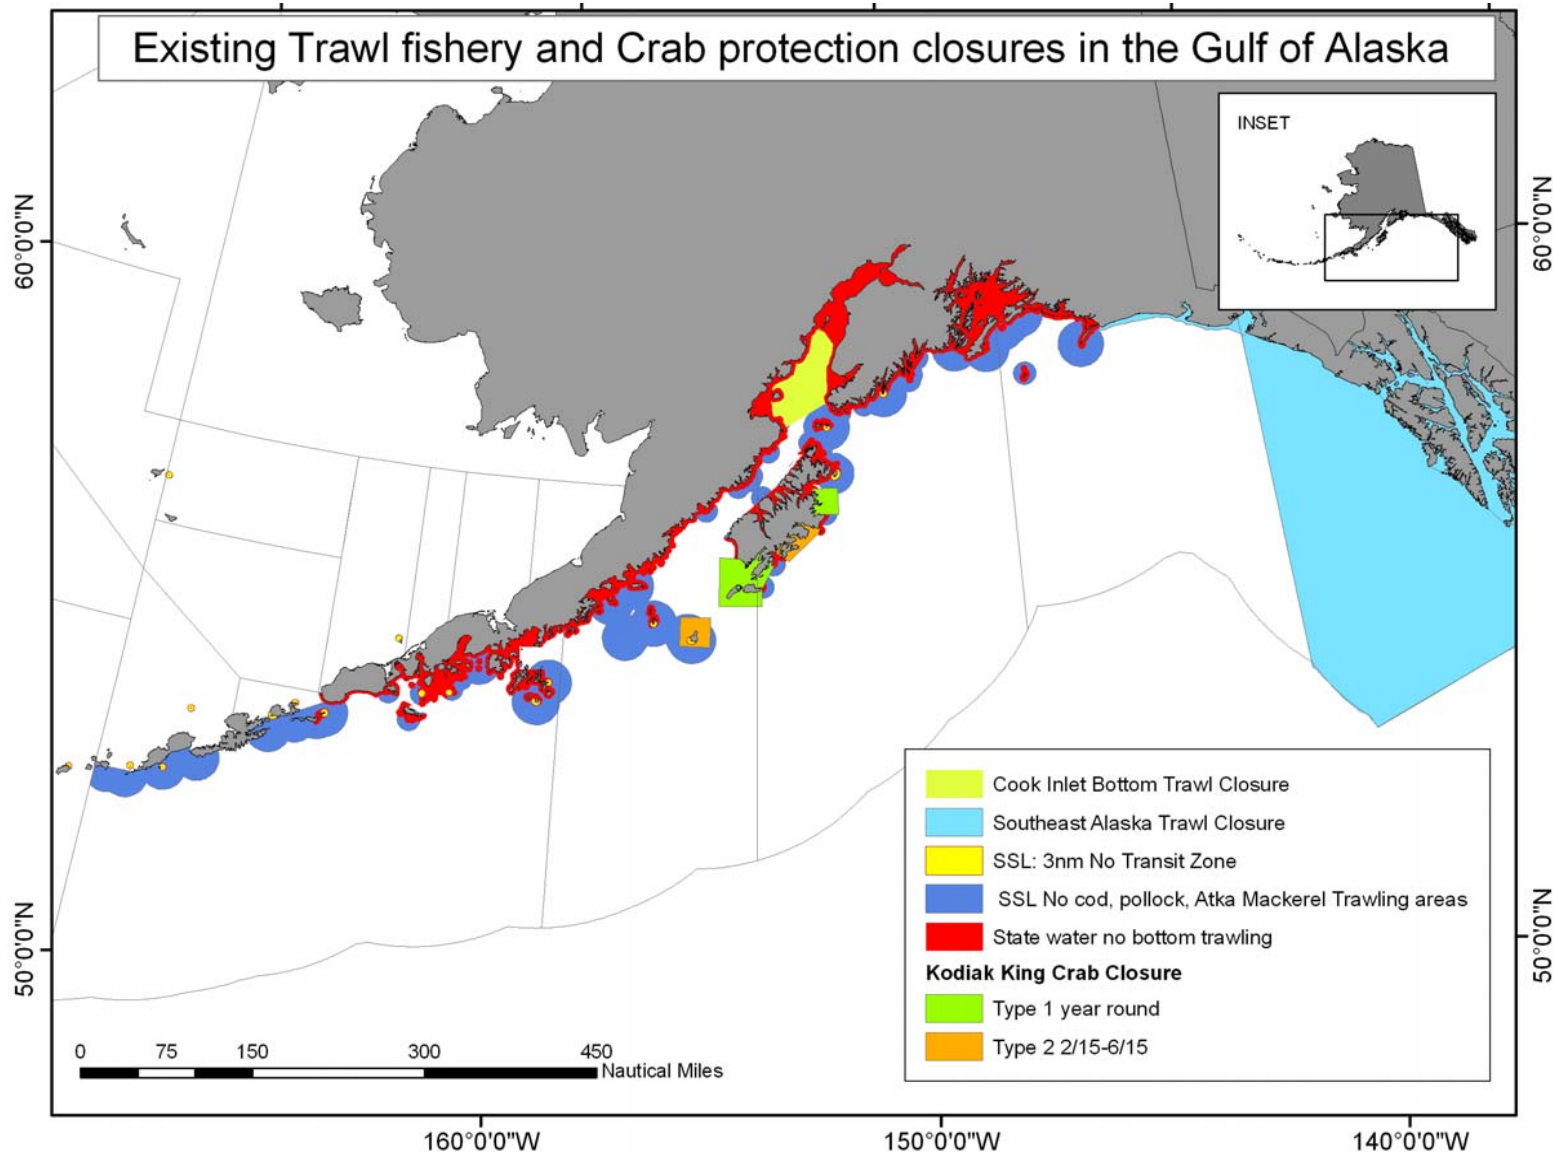 Existing Trawl fishery and Crab protection closures in the Gulf of Alaska
INSET
60°0'0"N
60°0'0"N
50°0'0"N
50°0'0"N
Cook Inlet Bottom Trawl Closure
Southeast Alaska Trawl Closure
SSL: 3nm No Transit Zone
SSL No cod, pollock, Atka Mackerel Trawling areas
State water no bottom trawling
Kodiak King Crab Closure
Type 1 year round
Type 2 2/15-6/15
0 75 150 300 450
Nautical Miles
160°0'0"W 150°0'0"W 140°0'0"W